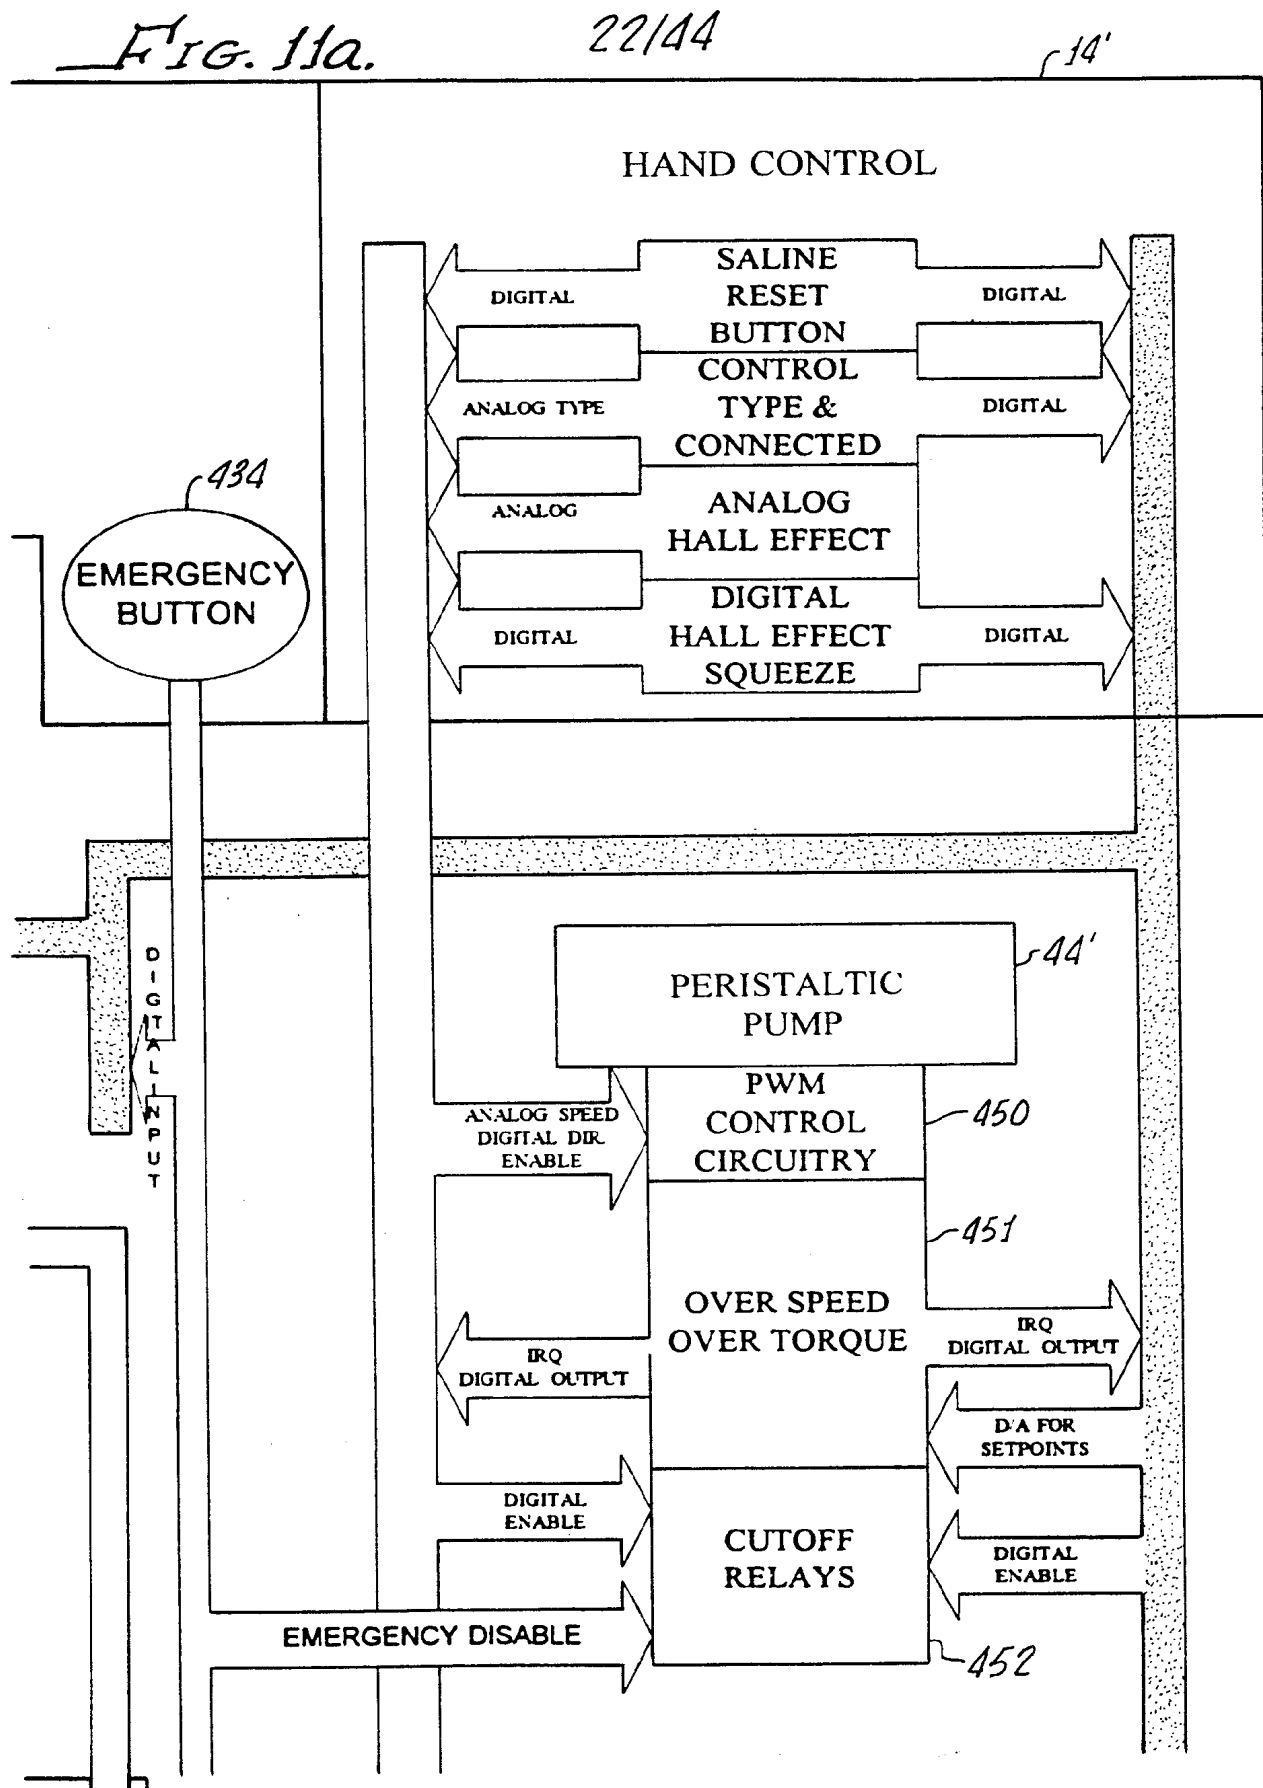 FIG. 11a.
22/44
14'
HAND CONTROL
SALINE
RESET
BUTTON
DIGITAL
DIGITAL
CONTROL
TYPE &
CONNECTED
ANALOG TYPE
DIGITAL
434
ANALOG
HALL EFFECT
ANALOG
EMERGENCY
BUTTON
DIGITAL
HALL EFFECT
SQUEEZE
DIGITAL
DIGITAL
DIGTAL INPUT
44'
PERISTALTIC
PUMP
PWM
CONTROL
CIRCUITRY
450
ANALOG SPEED
DIGITAL DIR.
ENABLE
451
OVER SPEED
OVER TORQUE
IRQ
DIGITAL OUTPUT
IRQ
DIGITAL OUTPUT
D/A FOR
SETPOINTS
DIGITAL
ENABLE
CUTOFF
RELAYS
DIGITAL
ENABLE
EMERGENCY DISABLE
452